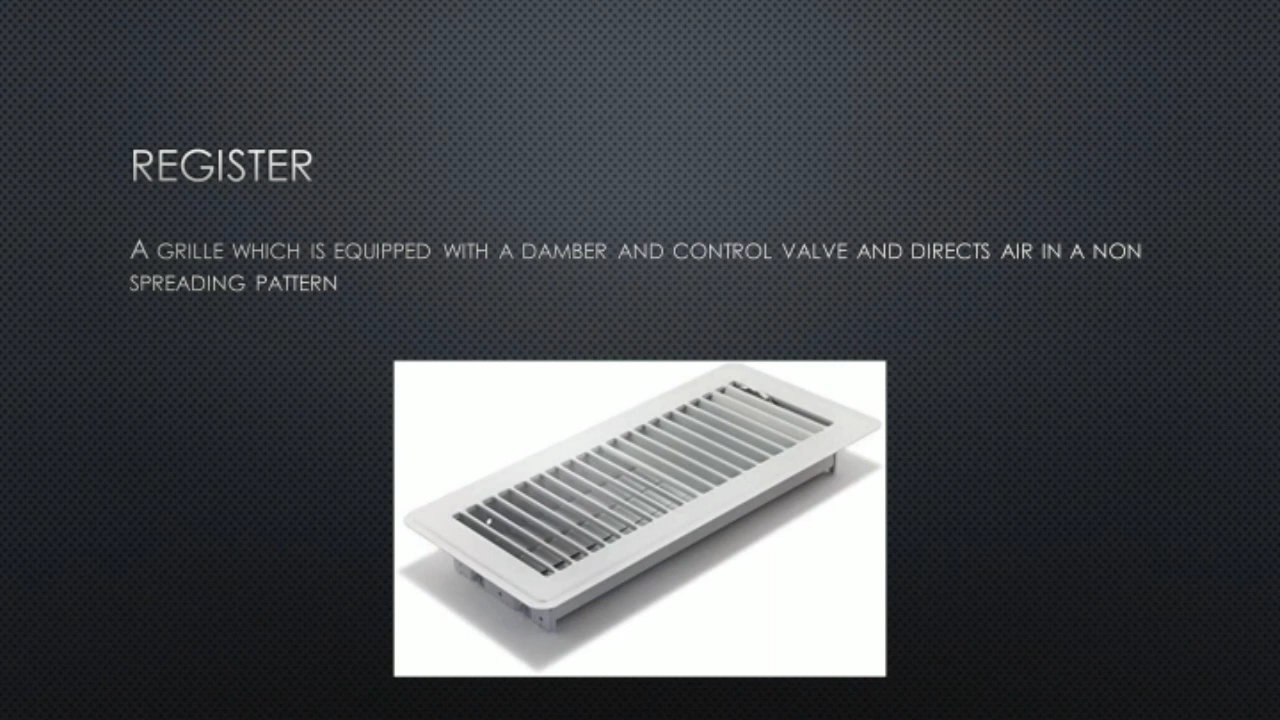 REGISTER
A GRILLE WHICH IS EQUIPPED WITH A DAMBER AND CONTROL VALVE AND DIRECTS AIR IN A NON
SPREADING PATTERN